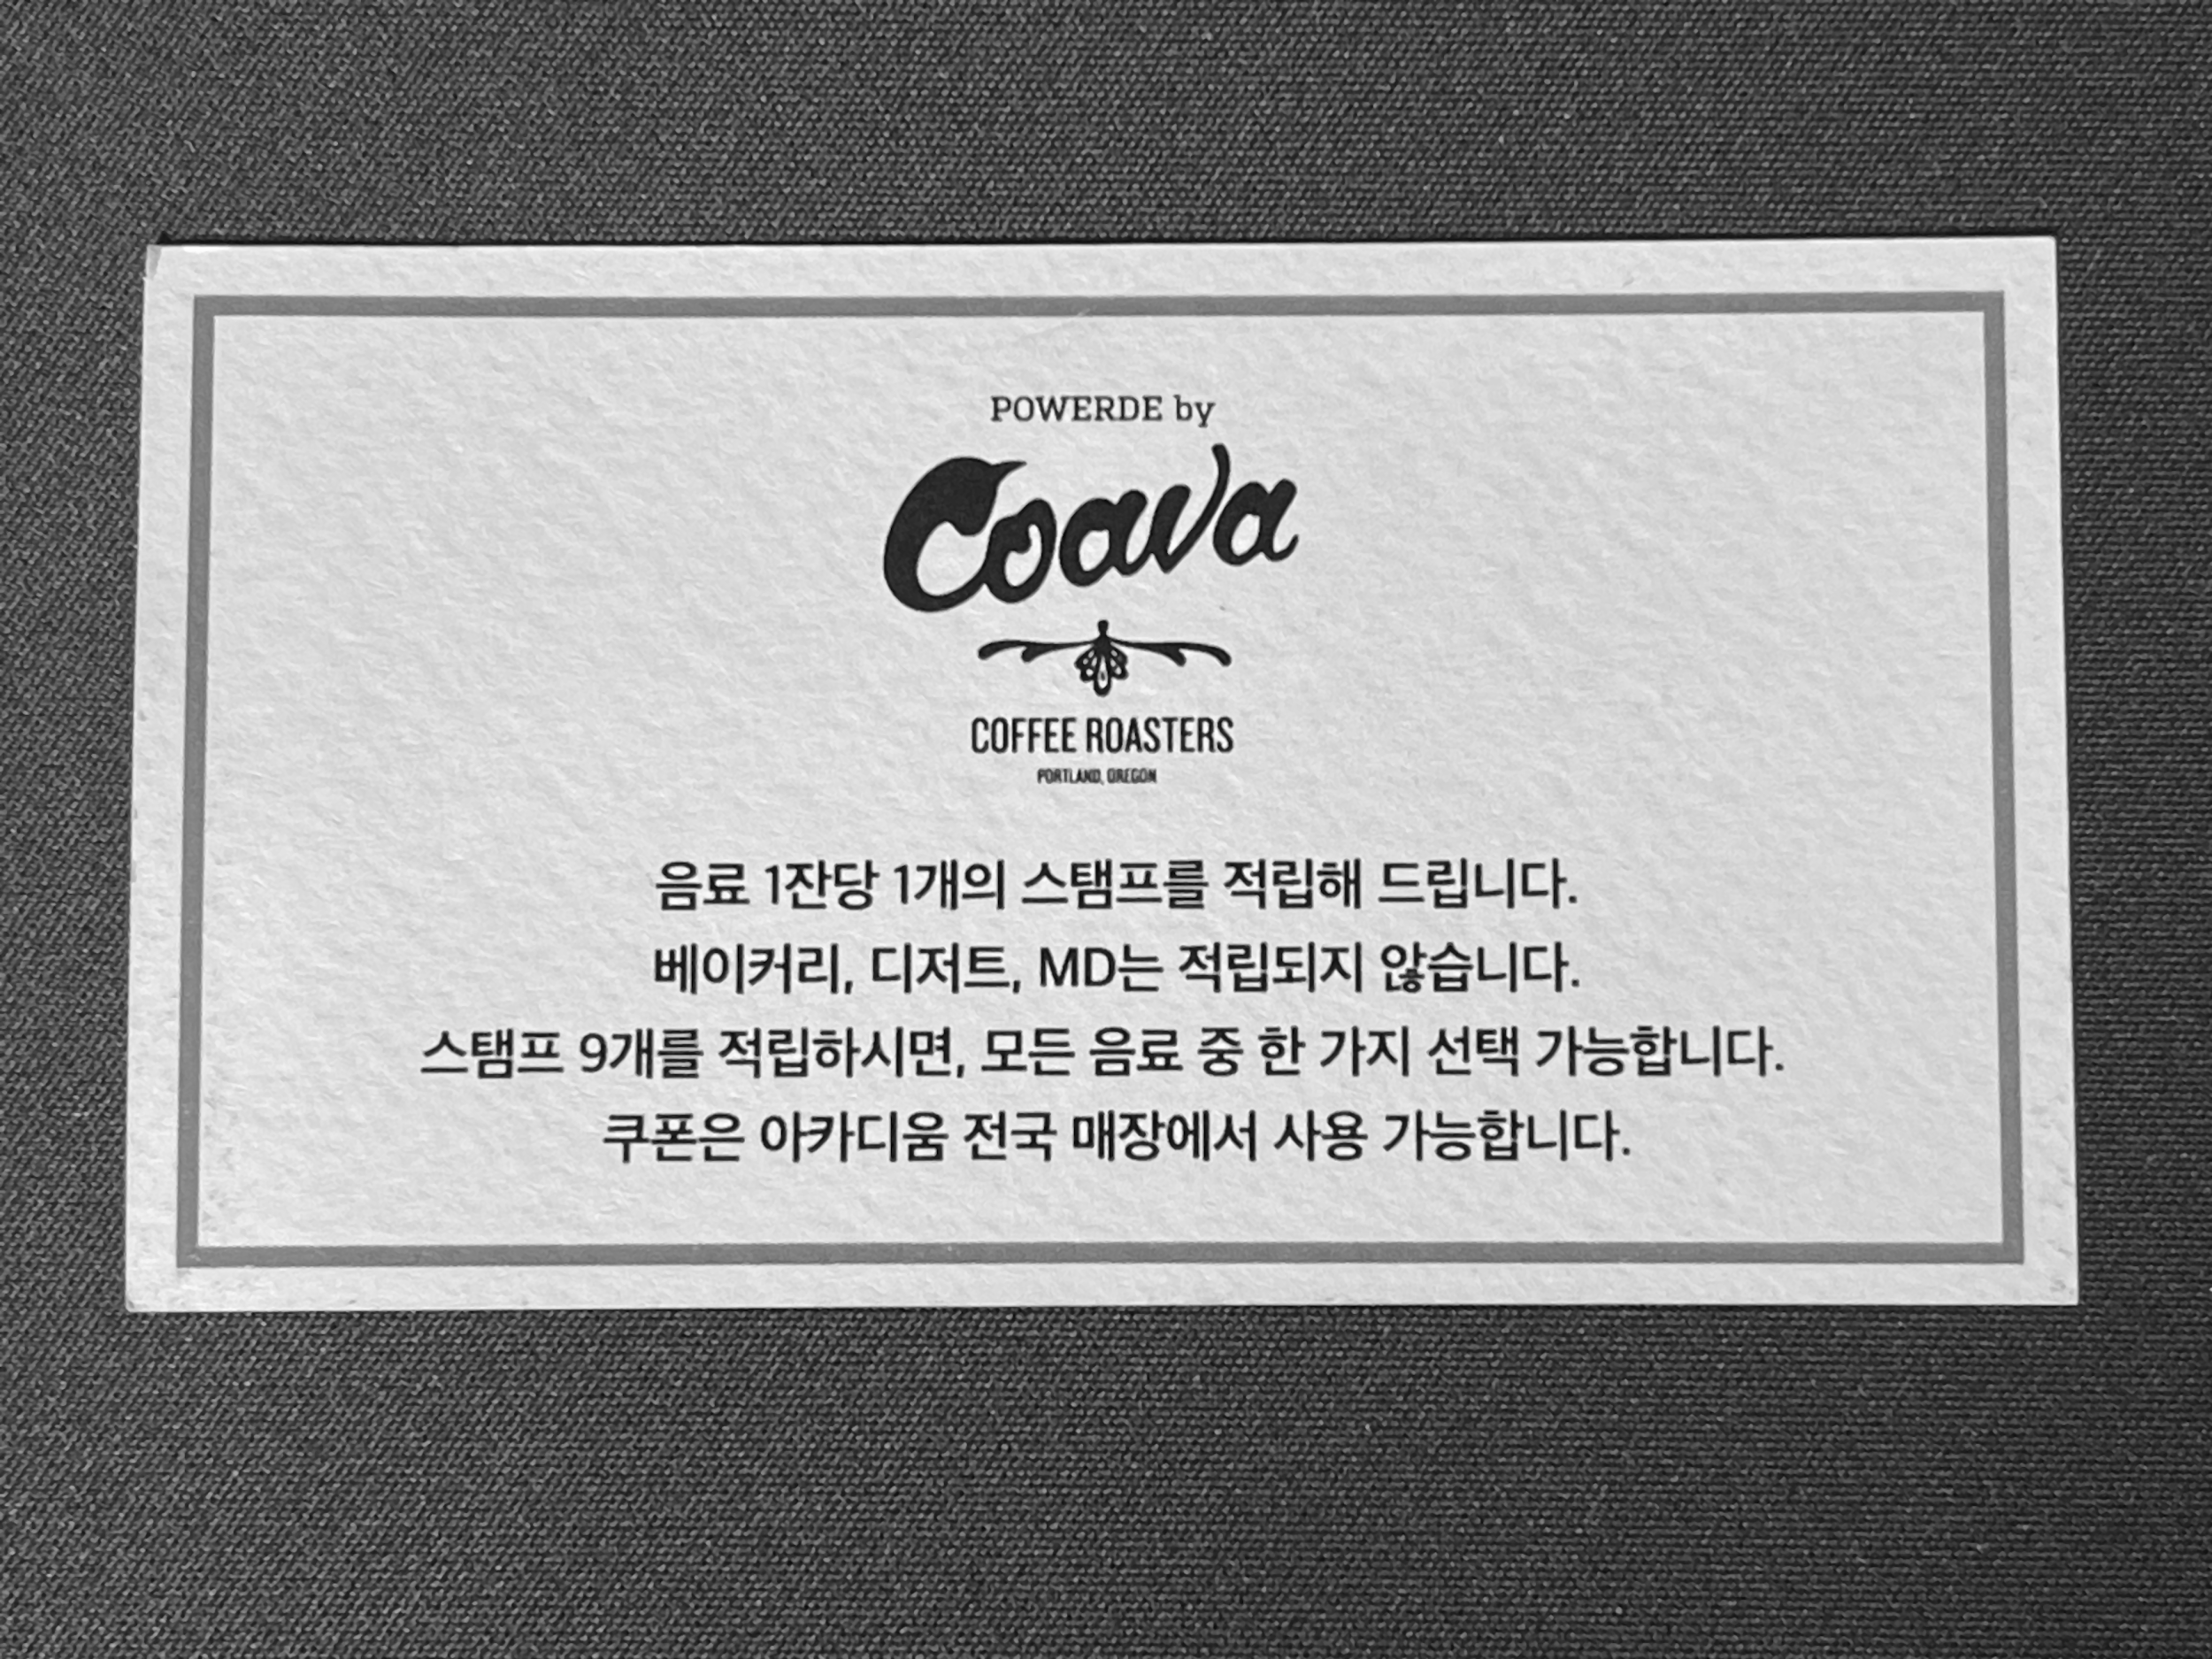 POWERDE by
Coava
COFFEE ROASTERS
PORTLAND, OREGON
음료 1잔당 1개의 스탬프를 적립해 드립니다.
베이커리, 디저트, MD는 적립되지 않습니다.
스탬프 9개를 적립하시면, 모든 음료 중 한 가지 선택 가능합니다.
쿠폰은 아카디움 전국 매장에서 사용 가능합니다.